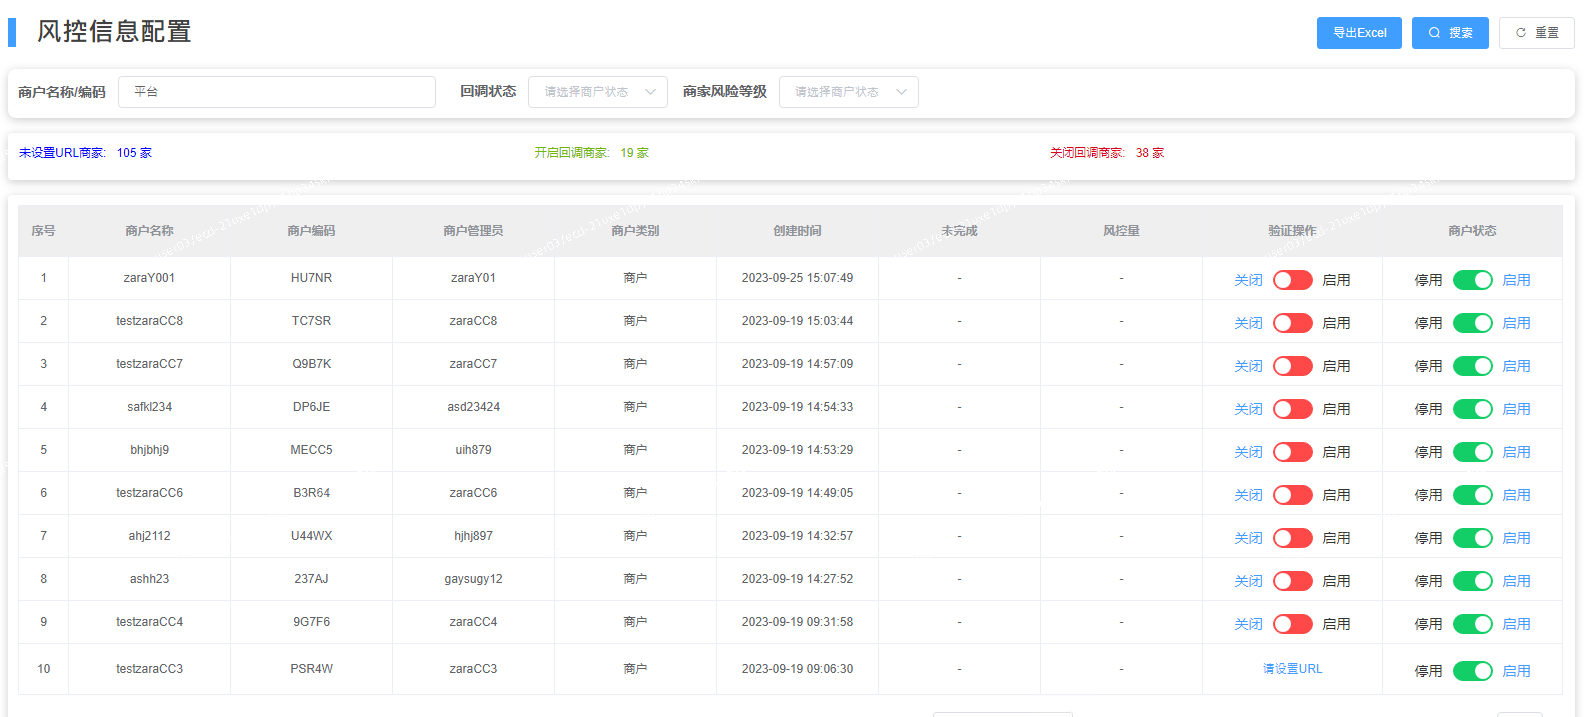 风控信息配置
导出Excel 搜索 重置
商户名称/编码 平台 回调状态 请选择商户状态 商家风险等级 请选择商户状态
未设置URL商家: 105 家 开启回调商家: 19 家 关闭回调商家: 38 家
序号 商户名称 商户编码 商户管理员 商户类别 创建时间 未完成 风控量 验证操作 商户状态
1 zaraY001 HU7NR zaraY01 商户 2023-09-25 15:07:49 - - 关闭 启用 停用 启用
2 testzaraCC8 TC7SR zaraCC8 商户 2023-09-19 15:03:44 - - 关闭 启用 停用 启用
3 testzaraCC7 Q9B7K zaraCC7 商户 2023-09-19 14:57:09 - - 关闭 启用 停用 启用
4 safkl234 DP6JE asd23424 商户 2023-09-19 14:54:33 - - 关闭 启用 停用 启用
5 bhjbhj9 MECC5 uih879 商户 2023-09-19 14:53:29 - - 关闭 启用 停用 启用
6 testzaraCC6 B3R64 zaraCC6 商户 2023-09-19 14:49:05 - - 关闭 启用 停用 启用
7 ahj2112 U44WX hjhj897 商户 2023-09-19 14:32:57 - - 关闭 启用 停用 启用
8 ashh23 237AJ gaysugy12 商户 2023-09-19 14:27:52 - - 关闭 启用 停用 启用
9 testzaraCC4 9G7F6 zaraCC4 商户 2023-09-19 09:31:58 - - 关闭 启用 停用 启用
10 testzaraCC3 PSR4W zaraCC3 商户 2023-09-19 09:06:30 - - 请设置URL 停用 启用